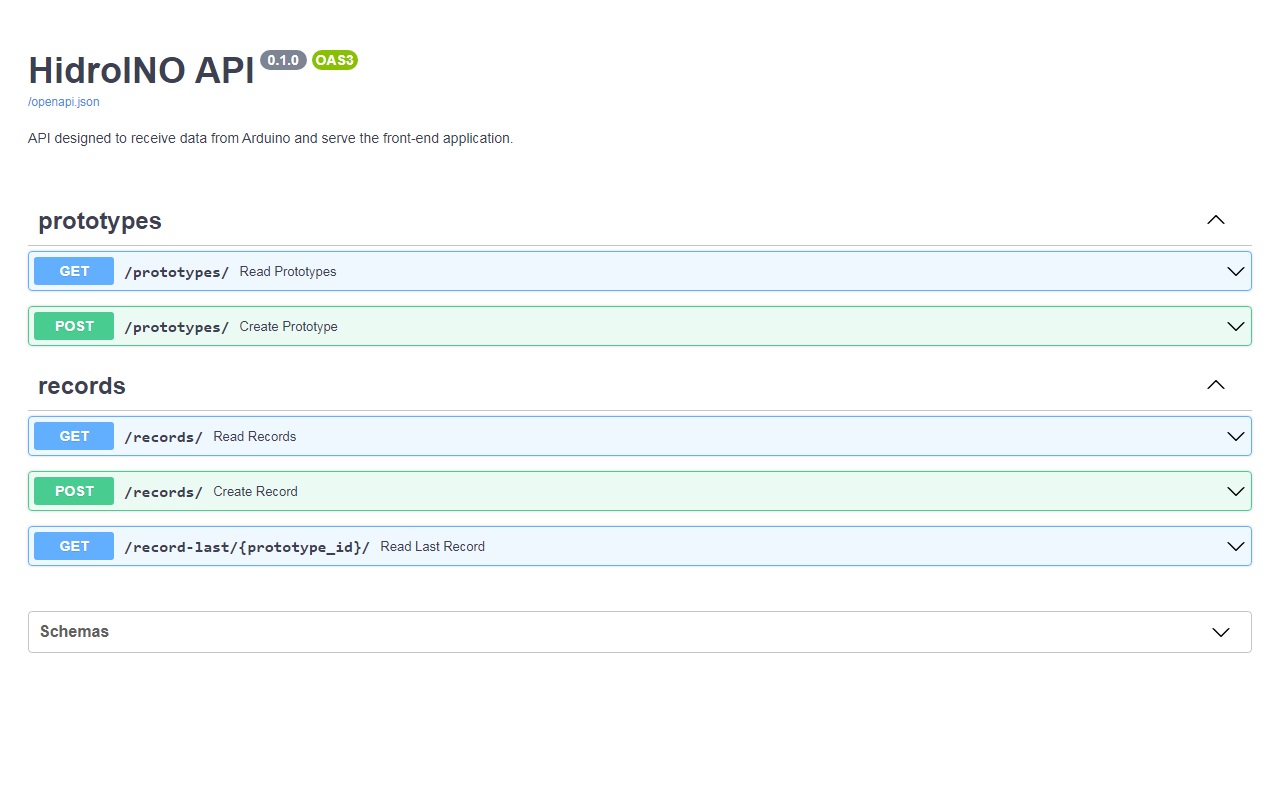 HidroINO API 0.1.0 OAS3
/openapi.json
API designed to receive data from Arduino and serve the front-end application.
prototypes
GET /prototypes/ Read Prototypes
POST /prototypes/ Create Prototype
records
GET /records/ Read Records
POST /records/ Create Record
GET /record-last/{prototype_id}/ Read Last Record
Schemas